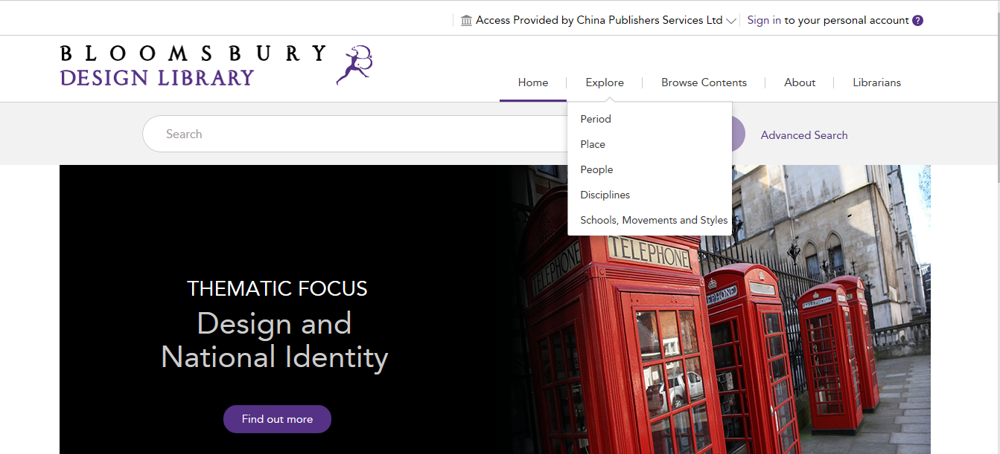 Access Provided by China Publishers Services Ltd
Sign in to your personal account ?
BLOOMSBURY
DESIGN LIBRARY
Home
Explore
Browse Contents
About
Librarians
Search
Advanced Search
Period
Place
People
Disciplines
Schools, Movements and Styles
THEMATIC FOCUS
Design and
National Identity
Find out more
TELEPHONE
TELEPHONE